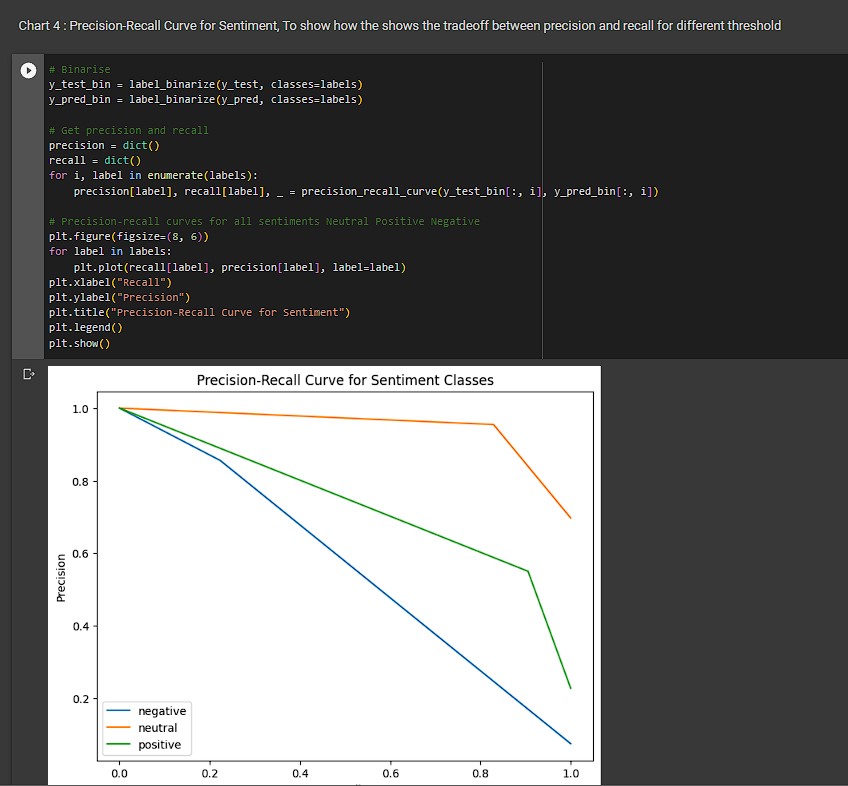 Chart 4 : Precision-Recall Curve for Sentiment, To show how the shows the tradeoff between precision and recall for different threshold
# Binarise
y_test_bin = label_binarize(y_test, classes=labels)
y_pred_bin = label_binarize(y_pred, classes=labels)
# Get precision and recall
precision = dict()
recall = dict()
for i, label in enumerate(labels):
    precision[label], recall[label], _ = precision_recall_curve(y_test_bin[:, i], y_pred_bin[:, i])
# Precision-recall curves for all sentiments Neutral Positive Negative
plt.figure(figsize=(8, 6))
for label in labels:
    plt.plot(recall[label], precision[label], label=label)
plt.xlabel("Recall")
plt.ylabel("Precision")
plt.title("Precision-Recall Curve for Sentiment")
plt.legend()
plt.show()
Precision-Recall Curve for Sentiment Classes
1.0
0.8
0.6
Precision
0.4
0.2
negative
neutral
positive
0.0 0.2 0.4 0.6 0.8 1.0